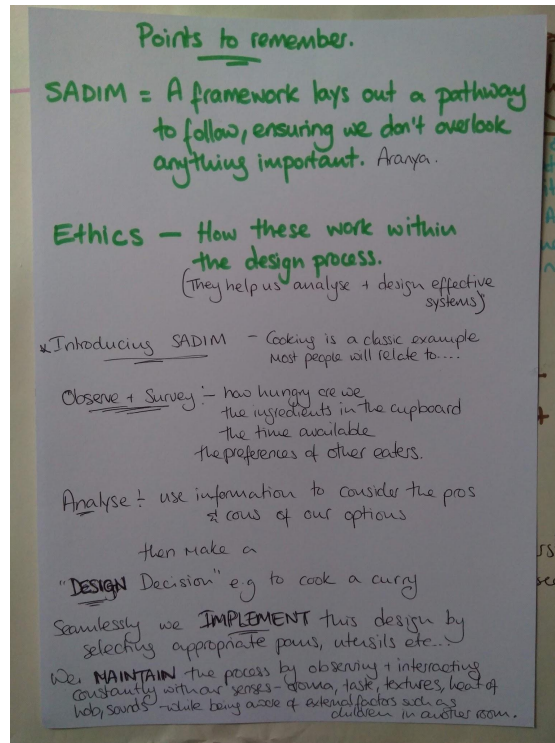 Points to remember.
SADIM = A framework lays out a pathway
to follow, ensuring we don't overlook
anything important. Aranya.
Ethics — How these work within
the design process.
(They help us analyse + design effective
systems)
*Introducing SADIM - Cooking is a classic example
most people will relate to....
Observe + Survey :- how hungry are we
the ingredients in the cupboard
the time available
the preferences of other eaters.
Analyse :- use information to consider the pros
& cons of our options
then make a
"DESIGN Decision" e.g to cook a curry
Seamlessly we IMPLEMENT this design by
selecting appropriate pans, utensils etc...
We MAINTAIN the process by observing + interacting
constantly with our senses - aroma, taste, textures, heat of
hob, sounds - while being aware of external factors such as
children in another room.